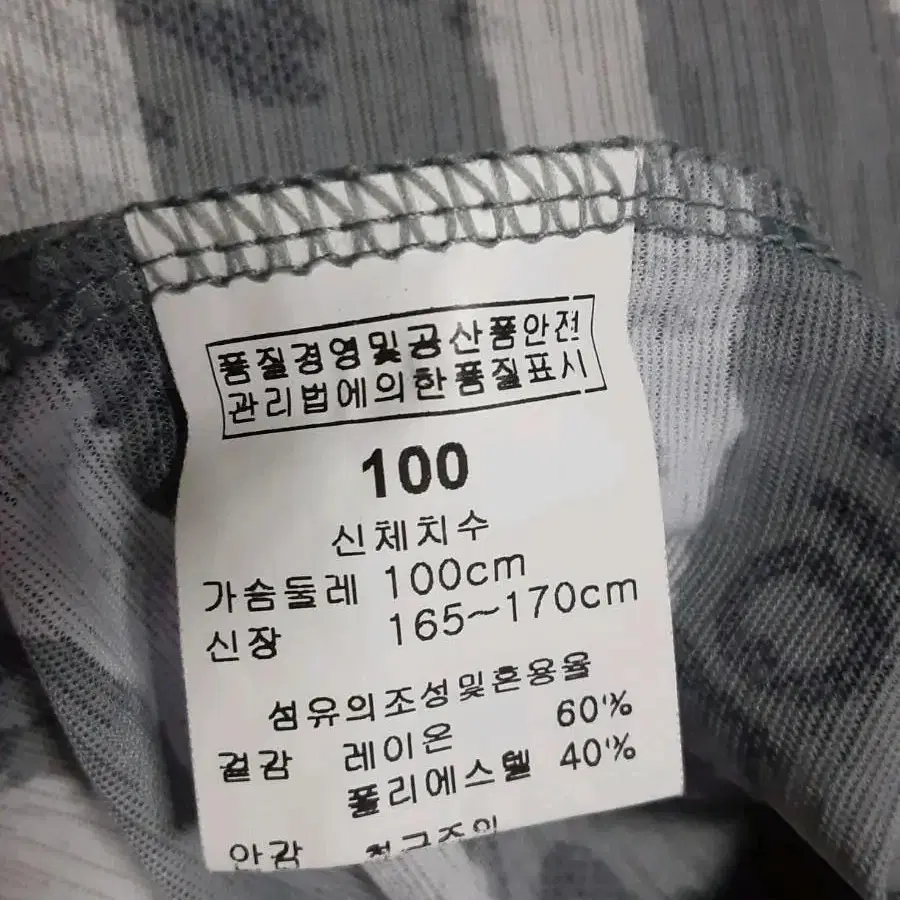 품질경영및공산품안전
관리법에의한품질표시
100
신체치수
가슴둘레 100cm
신장 165~170cm
섬유의조성및혼용율
겉감 레이온 60%
폴리에스텔 40%
안감